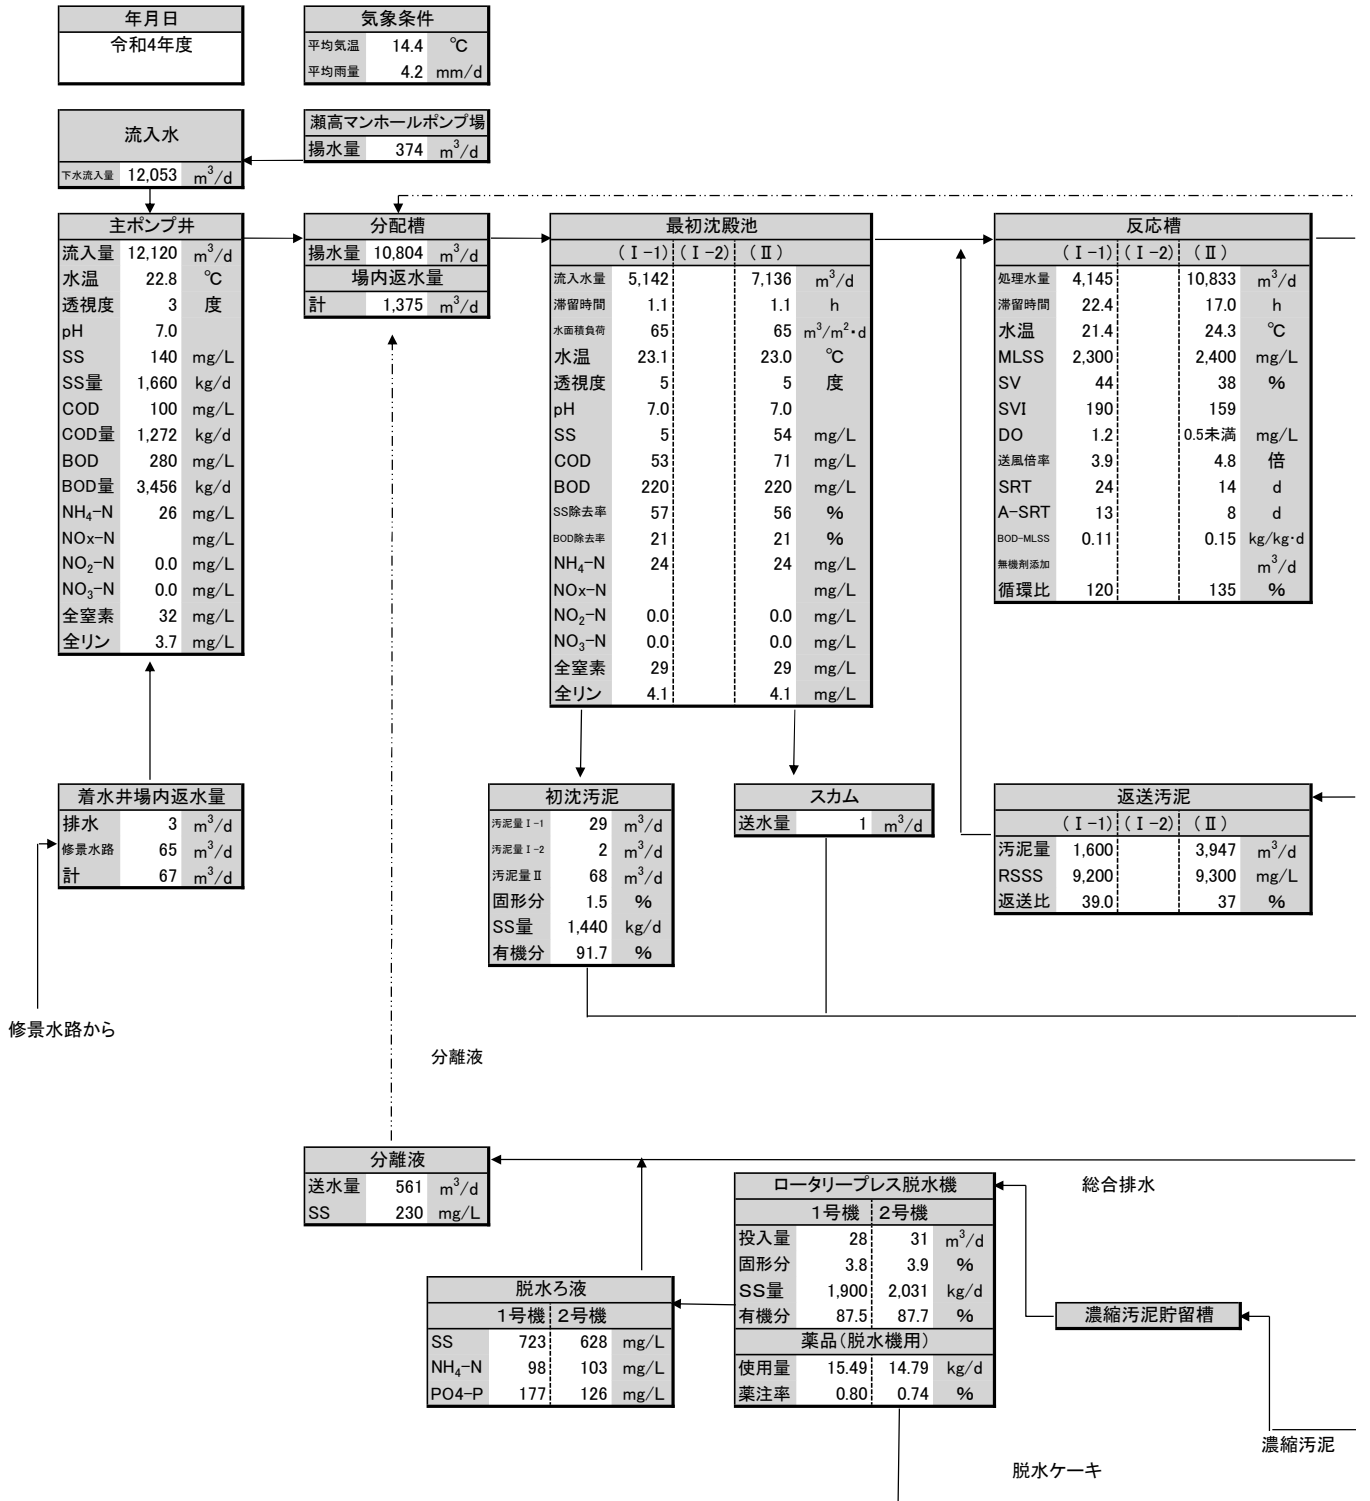 年月日
令和4年度
気象条件
平均気温 14.4 ℃
平均雨量 4.2 mm/d
流入水
下水流入量 12,053 m³/d
瀬高マンホールポンプ場
揚水量 374 m³/d
主ポンプ井
流入量 12,120 m³/d
水温 22.8 ℃
透視度 3 度
pH 7.0
SS 140 mg/L
SS量 1,660 kg/d
COD 100 mg/L
COD量 1,272 kg/d
BOD 280 mg/L
BOD量 3,456 kg/d
NH₄-N 26 mg/L
NOx-N mg/L
NO₂-N 0.0 mg/L
NO₃-N 0.0 mg/L
全窒素 32 mg/L
全リン 3.7 mg/L
分配槽
揚水量 10,804 m³/d
場内返水量
計 1,375 m³/d
最初沈殿池
(Ⅰ-1) (Ⅰ-2) (Ⅱ)
流入水量 5,142 7,136 m³/d
滞留時間 1.1 1.1 h
水面積負荷 65 65 m³/m²・d
水温 23.1 23.0 ℃
透視度 5 5 度
pH 7.0 7.0
SS 5 54 mg/L
COD 53 71 mg/L
BOD 220 220 mg/L
SS除去率 57 56 %
BOD除去率 21 21 %
NH₄-N 24 24 mg/L
NOx-N mg/L
NO₂-N 0.0 0.0 mg/L
NO₃-N 0.0 0.0 mg/L
全窒素 29 29 mg/L
全リン 4.1 4.1 mg/L
反応槽
(Ⅰ-1) (Ⅰ-2) (Ⅱ)
処理水量 4,145 10,833 m³/d
滞留時間 22.4 17.0 h
水温 21.4 24.3 ℃
MLSS 2,300 2,400 mg/L
SV 44 38 %
SVI 190 159
DO 1.2 0.5未満 mg/L
送風倍率 3.9 4.8 倍
SRT 24 14 d
A-SRT 13 8 d
BOD-MLSS 0.11 0.15 kg/kg・d
無機剤添加 m³/d
循環比 120 135 %
着水井場内返水量
排水 3 m³/d
修景水路 65 m³/d
計 67 m³/d
修景水路から
初沈汚泥
汚泥量Ⅰ-1 29 m³/d
汚泥量Ⅰ-2 2 m³/d
汚泥量Ⅱ 68 m³/d
固形分 1.5 %
SS量 1,440 kg/d
有機分 91.7 %
スカム
送水量 1 m³/d
返送汚泥
(Ⅰ-1) (Ⅰ-2) (Ⅱ)
汚泥量 1,600 3,947 m³/d
RSSS 9,200 9,300 mg/L
返送比 39.0 37 %
分離液
分離液
送水量 561 m³/d
SS 230 mg/L
総合排水
ロータリープレス脱水機
1号機 2号機
投入量 28 31 m³/d
固形分 3.8 3.9 %
SS量 1,900 2,031 kg/d
有機分 87.5 87.7 %
薬品(脱水機用)
使用量 15.49 14.79 kg/d
薬注率 0.80 0.74 %
脱水ろ液
1号機 2号機
SS 723 628 mg/L
NH₄-N 98 103 mg/L
PO4-P 177 126 mg/L
濃縮汚泥貯留槽
濃縮汚泥
脱水ケーキ